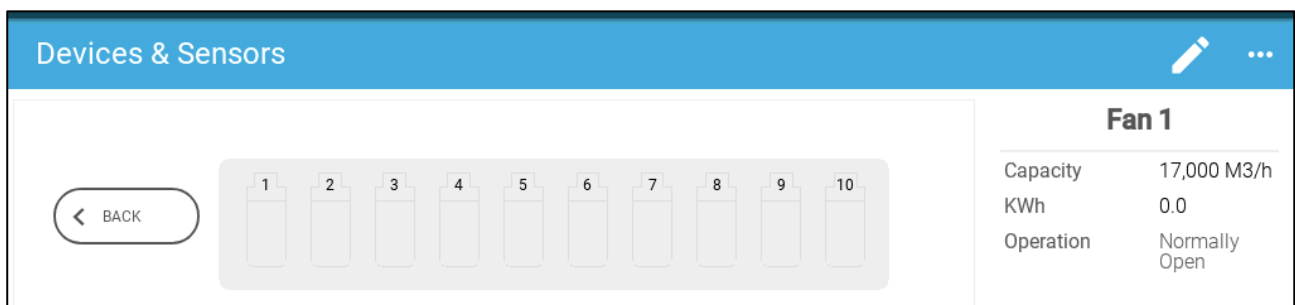 Devices & Sensors
BACK
1 2 3 4 5 6 7 8 9 10
Fan 1
Capacity 17,000 M3/h
KWh 0.0
Operation Normally
Open